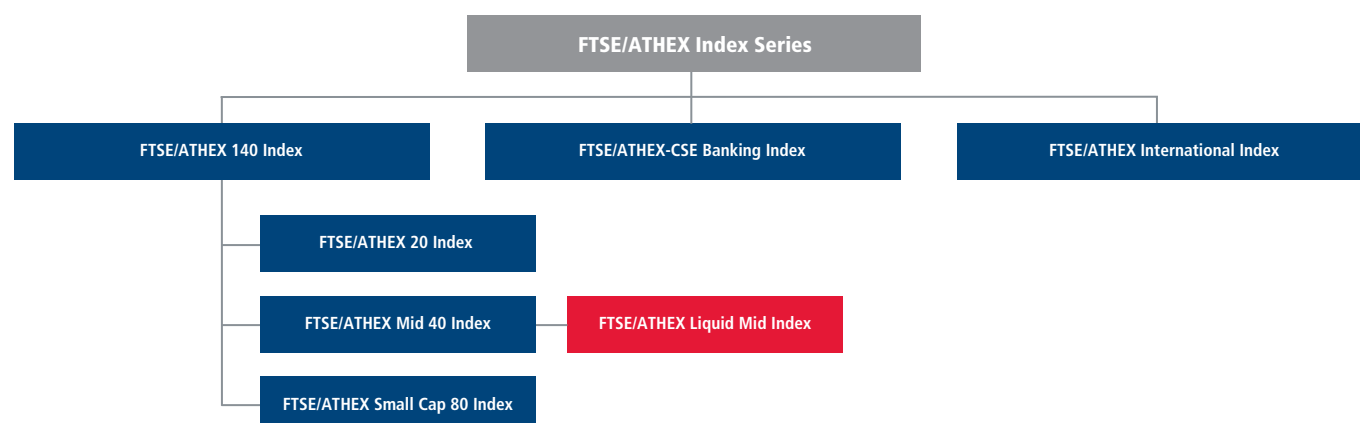 FTSE/ATHEX Index Series
FTSE/ATHEX 140 Index
FTSE/ATHEX-CSE Banking Index
FTSE/ATHEX International Index
FTSE/ATHEX 20 Index
FTSE/ATHEX Mid 40 Index
FTSE/ATHEX Liquid Mid Index
FTSE/ATHEX Small Cap 80 Index